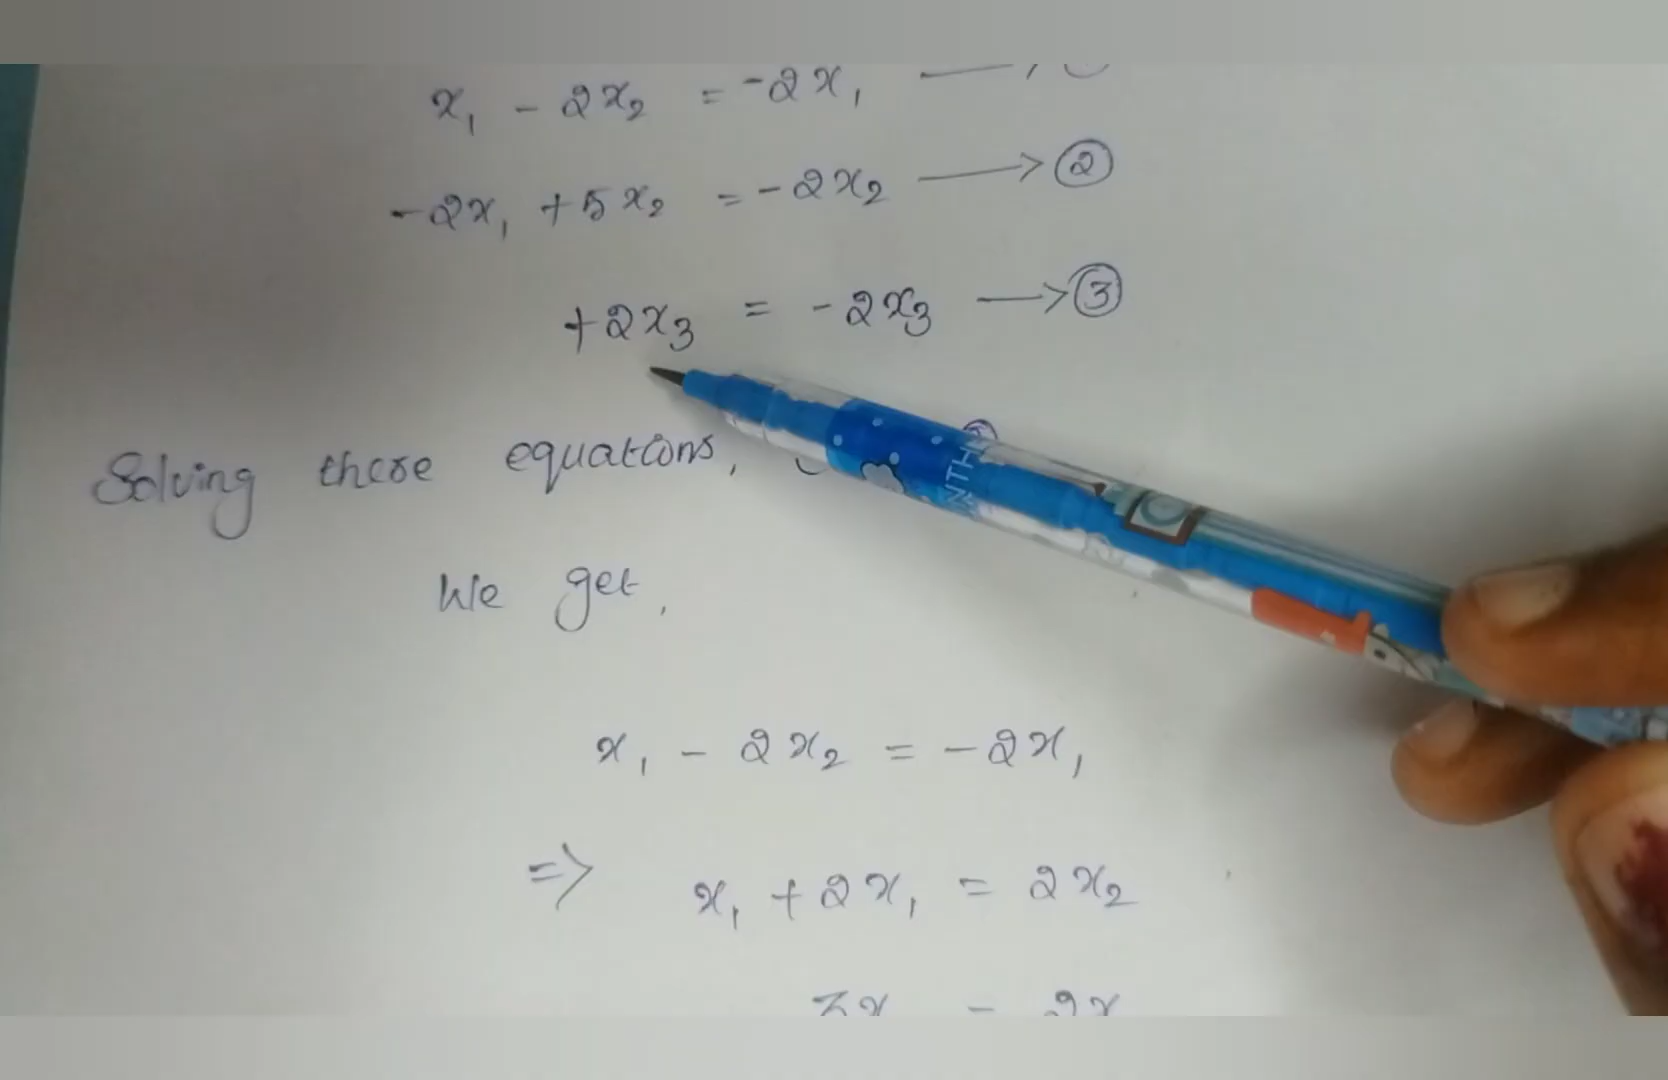 x₁ - 2x₂ = -2x₁ →
-2x₁ + 5x₂ = -2x₂ → ②
+2x₃ = -2x₃ → ③
Solving these equations,
We get,
x₁ - 2x₂ = -2x₁
=> x₁ + 2x₁ = 2x₂